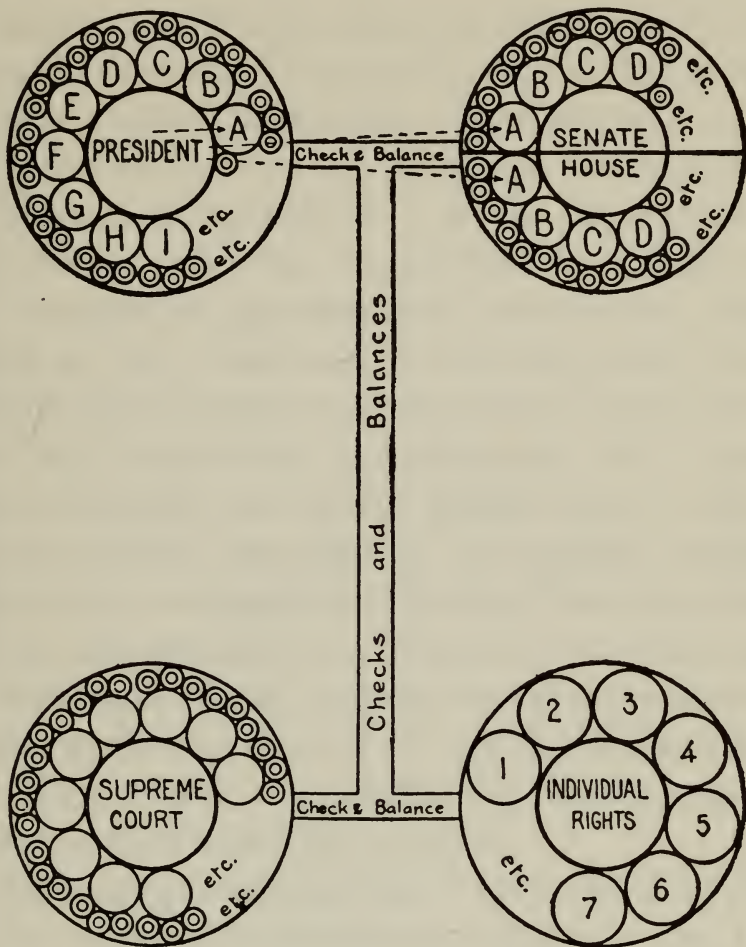 A
B
C
D
E
F
G
H
I
PRESIDENT
eta.
etc.
Check & Balance
A
B
C
D
etc.
etc.
SENATE
HOUSE
A
B
C
D
etc.
etc.
Checks and Balances
SUPREME
COURT
etc.
etc.
Check & Balance
1
2
3
4
5
6
7
etc.
INDIVIDUAL
RIGHTS